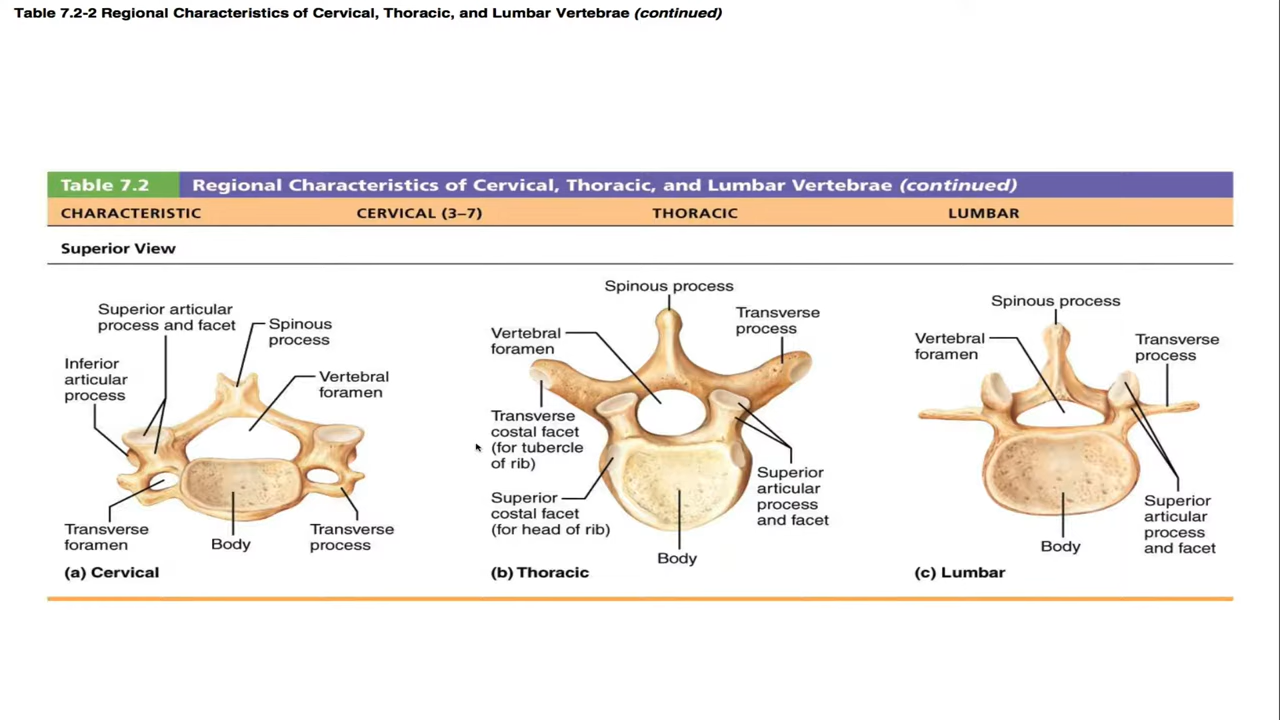 Table 7.2-2 Regional Characteristics of Cervical, Thoracic, and Lumbar Vertebrae (continued)
Table 7.2 Regional Characteristics of Cervical, Thoracic, and Lumbar Vertebrae (continued)
CHARACTERISTIC CERVICAL (3–7) THORACIC LUMBAR
Superior View
Superior articular
process and facet
Spinous
process
Inferior
articular
process
Vertebral
foramen
Transverse
foramen
Body
Transverse
process
(a) Cervical
Spinous process
Vertebral
foramen
Transverse
process
Transverse
costal facet
(for tubercle
of rib)
Superior
costal facet
(for head of rib)
Superior
articular
process
and facet
Body
(b) Thoracic
Spinous process
Vertebral
foramen
Transverse
process
Superior
articular
process
and facet
Body
(c) Lumbar